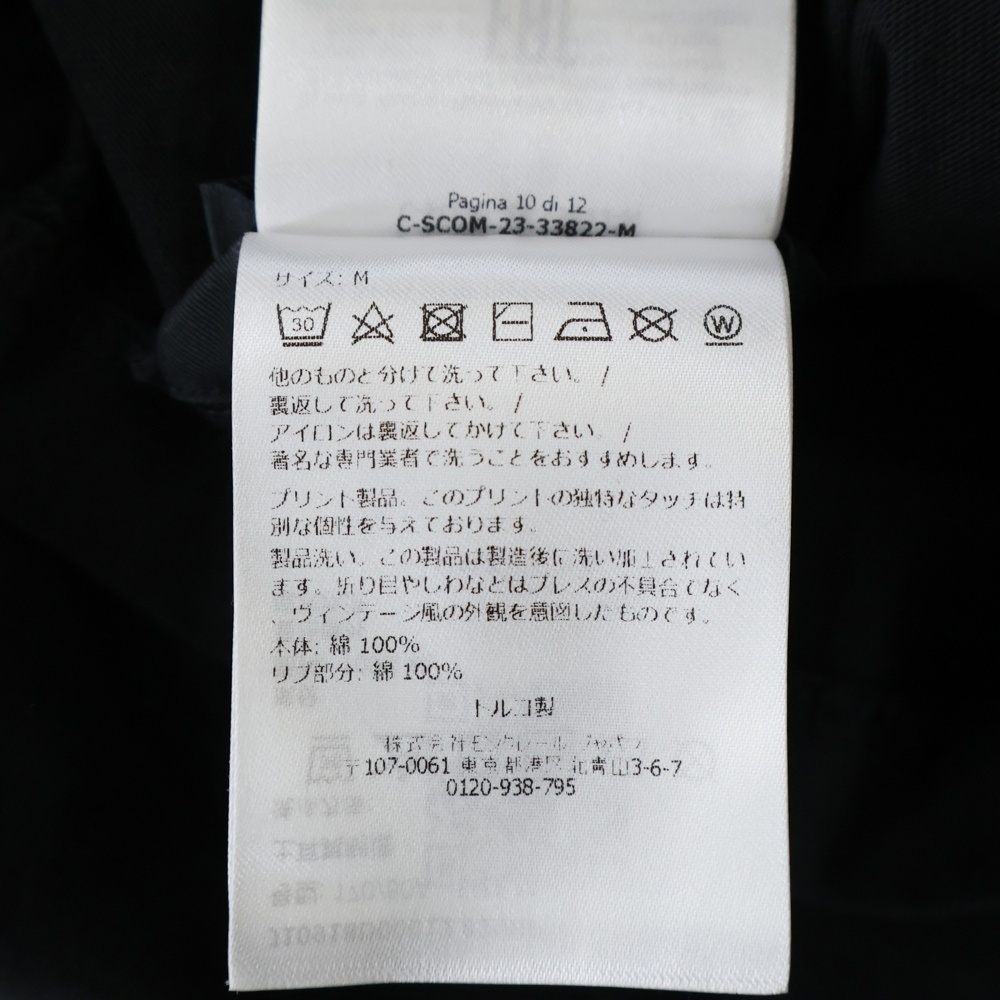 Pagina 10 di 12
C-SCOM-23-33822-M
サイズ: M
30
W
他のものと分けて洗って下さい。 /
裏返して洗って下さい。 /
アイロンは裏返してかけて下さい。 /
著名な専門業者で洗うことをおすすめします。
プリント製品。このプリントの独特なタッチは特
別な個性を与えております。
製品洗い。この製品は製造後に洗い加工されてい
ます。折り目やしわなどはプレスの不具合でなく
、ヴィンテージ風の外観を意図したものです。
本体: 綿 100%
リブ部分: 綿 100%
トルコ製
株式会社モンクレール ジャパン
〒107-0061 東京都港区北青山3-6-7
0120-938-795